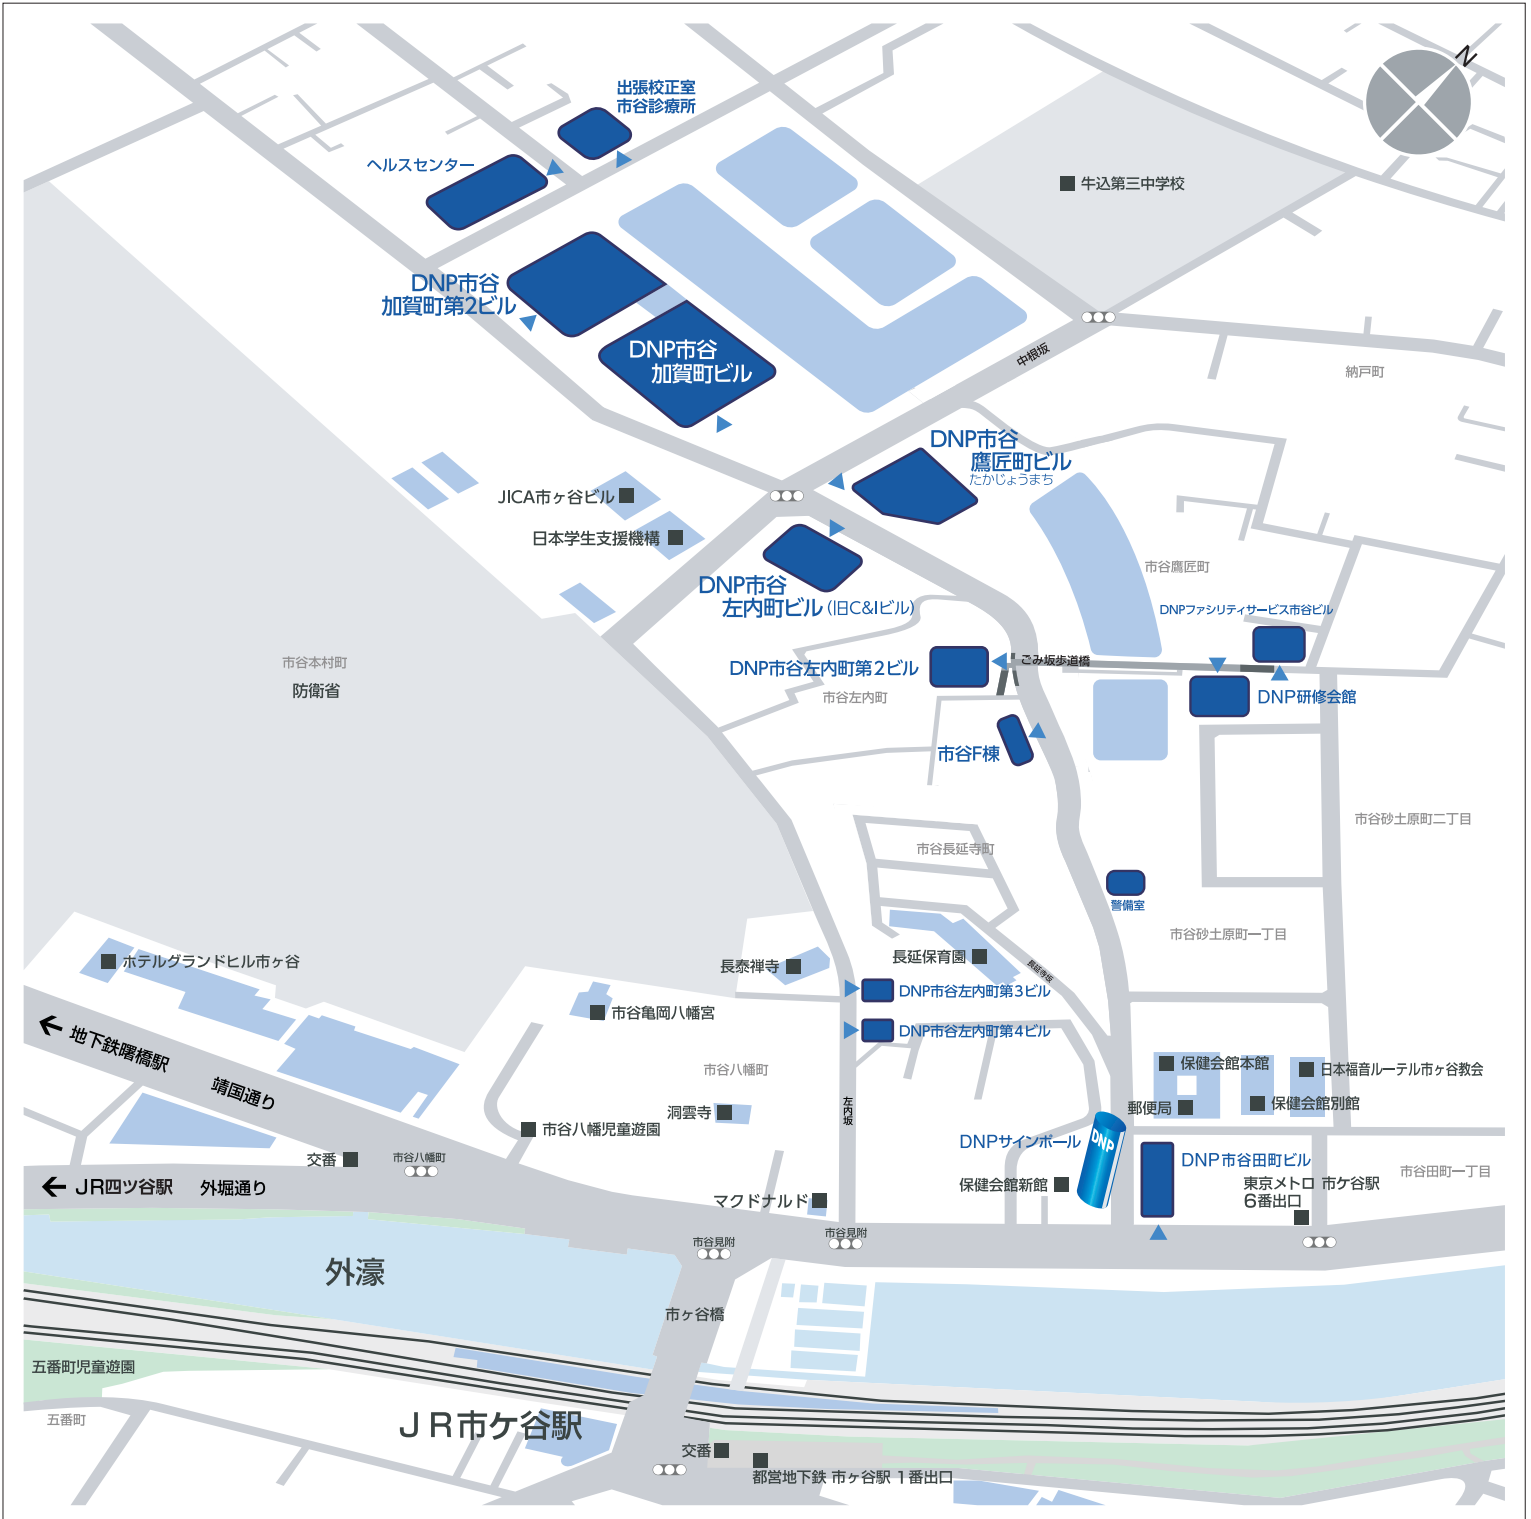 N
出張校正室
市谷診療所
ヘルスセンター
牛込第三中学校
DNP市谷
加賀町第2ビル
DNP市谷
加賀町ビル
中根坂
納戸町
DNP市谷
鷹匠町ビル
たかじょうまち
JICA市ヶ谷ビル
日本学生支援機構
市谷鷹匠町
DNP市谷
左内町ビル(旧C&Iビル)
DNPファシリティサービス市谷ビル
市谷本村町
防衛省
DNP市谷左内町第2ビル
ごみ坂歩道橋
市谷左内町
DNP研修会館
市谷F棟
市谷砂土原町二丁目
市谷長延寺町
警備室
市谷砂土原町一丁目
ホテルグランドヒル市ヶ谷
長泰禅寺
長延保育園
長延寺坂
DNP市谷左内町第3ビル
市谷亀岡八幡宮
DNP市谷左内町第4ビル
地下鉄曙橋駅
靖国通り
市谷八幡町
保健会館本館
日本福音ルーテル市ヶ谷教会
左内坂
洞雲寺
郵便局
保健会館別館
市谷八幡児童遊園
DNPサインポール
DNP
交番
市谷八幡町
DNP市谷田町ビル
市谷田町一丁目
JR四ツ谷駅
外堀通り
保健会館新館
東京メトロ 市ケ谷駅
6番出口
マクドナルド
市谷見附
市谷見附
外濠
市ヶ谷橋
五番町児童遊園
五番町
JR市ケ谷駅
交番
都営地下鉄 市ヶ谷駅 1番出口